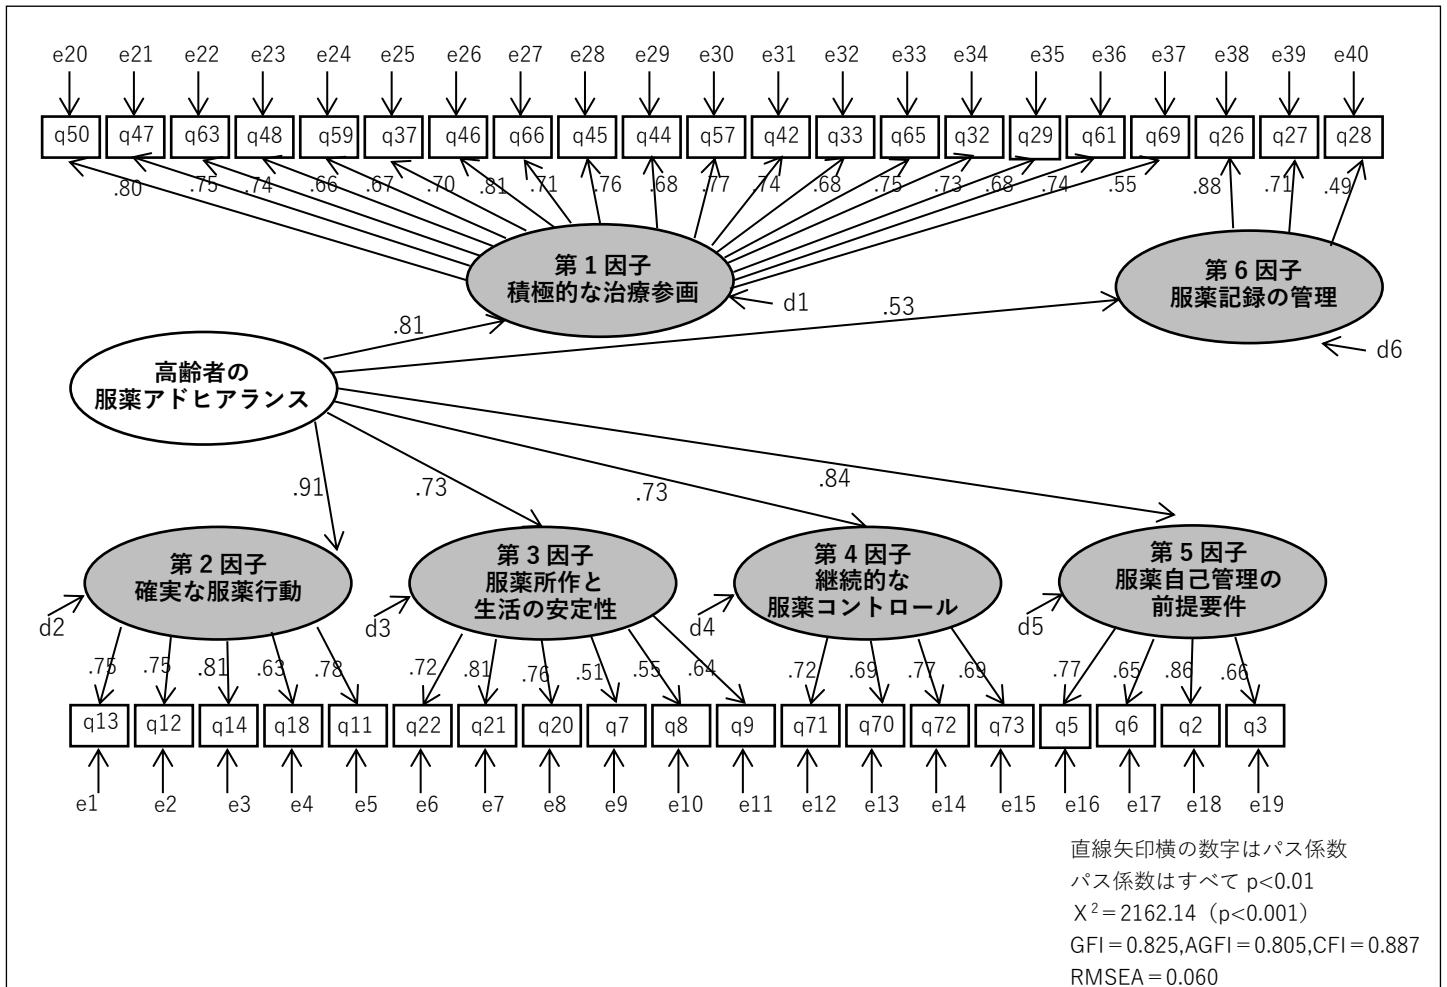 e20 e21 e22 e23 e24 e25 e26 e27 e28 e29 e30 e31 e32 e33 e34 e35 e36 e37 e38 e39 e40
q50 q47 q63 q48 q59 q37 q46 q66 q45 q44 q57 q42 q33 q65 q32 q29 q61 q69 q26 q27 q28
.80 .75 .74 .66 .67 .70 .81 .71 .76 .68 .77 .74 .68 .75 .73 .68 .74 .55 .88 .71 .49
第1因子
積極的な治療参画
d1
第6因子
服薬記録の管理
d6
.81
.53
高齢者の
服薬アドヒアランス
.91
.73
.73
.84
第2因子
確実な服薬行動
d2
第3因子
服薬所作と
生活の安定性
d3
第4因子
継続的な
服薬コントロール
d4
第5因子
服薬自己管理の
前提要件
d5
.75 .75 .81 .63 .78 .72 .81 .76 .51 .55 .64 .72 .69 .77 .69 .77 .65 .86 .66
q13 q12 q14 q18 q11 q22 q21 q20 q7 q8 q9 q71 q70 q72 q73 q5 q6 q2 q3
e1 e2 e3 e4 e5 e6 e7 e8 e9 e10 e11 e12 e13 e14 e15 e16 e17 e18 e19
直線矢印横の数字はパス係数
パス係数はすべて p<0.01
X²＝2162.14（p<0.001）
GFI＝0.825,AGFI＝0.805,CFI＝0.887
RMSEA＝0.060